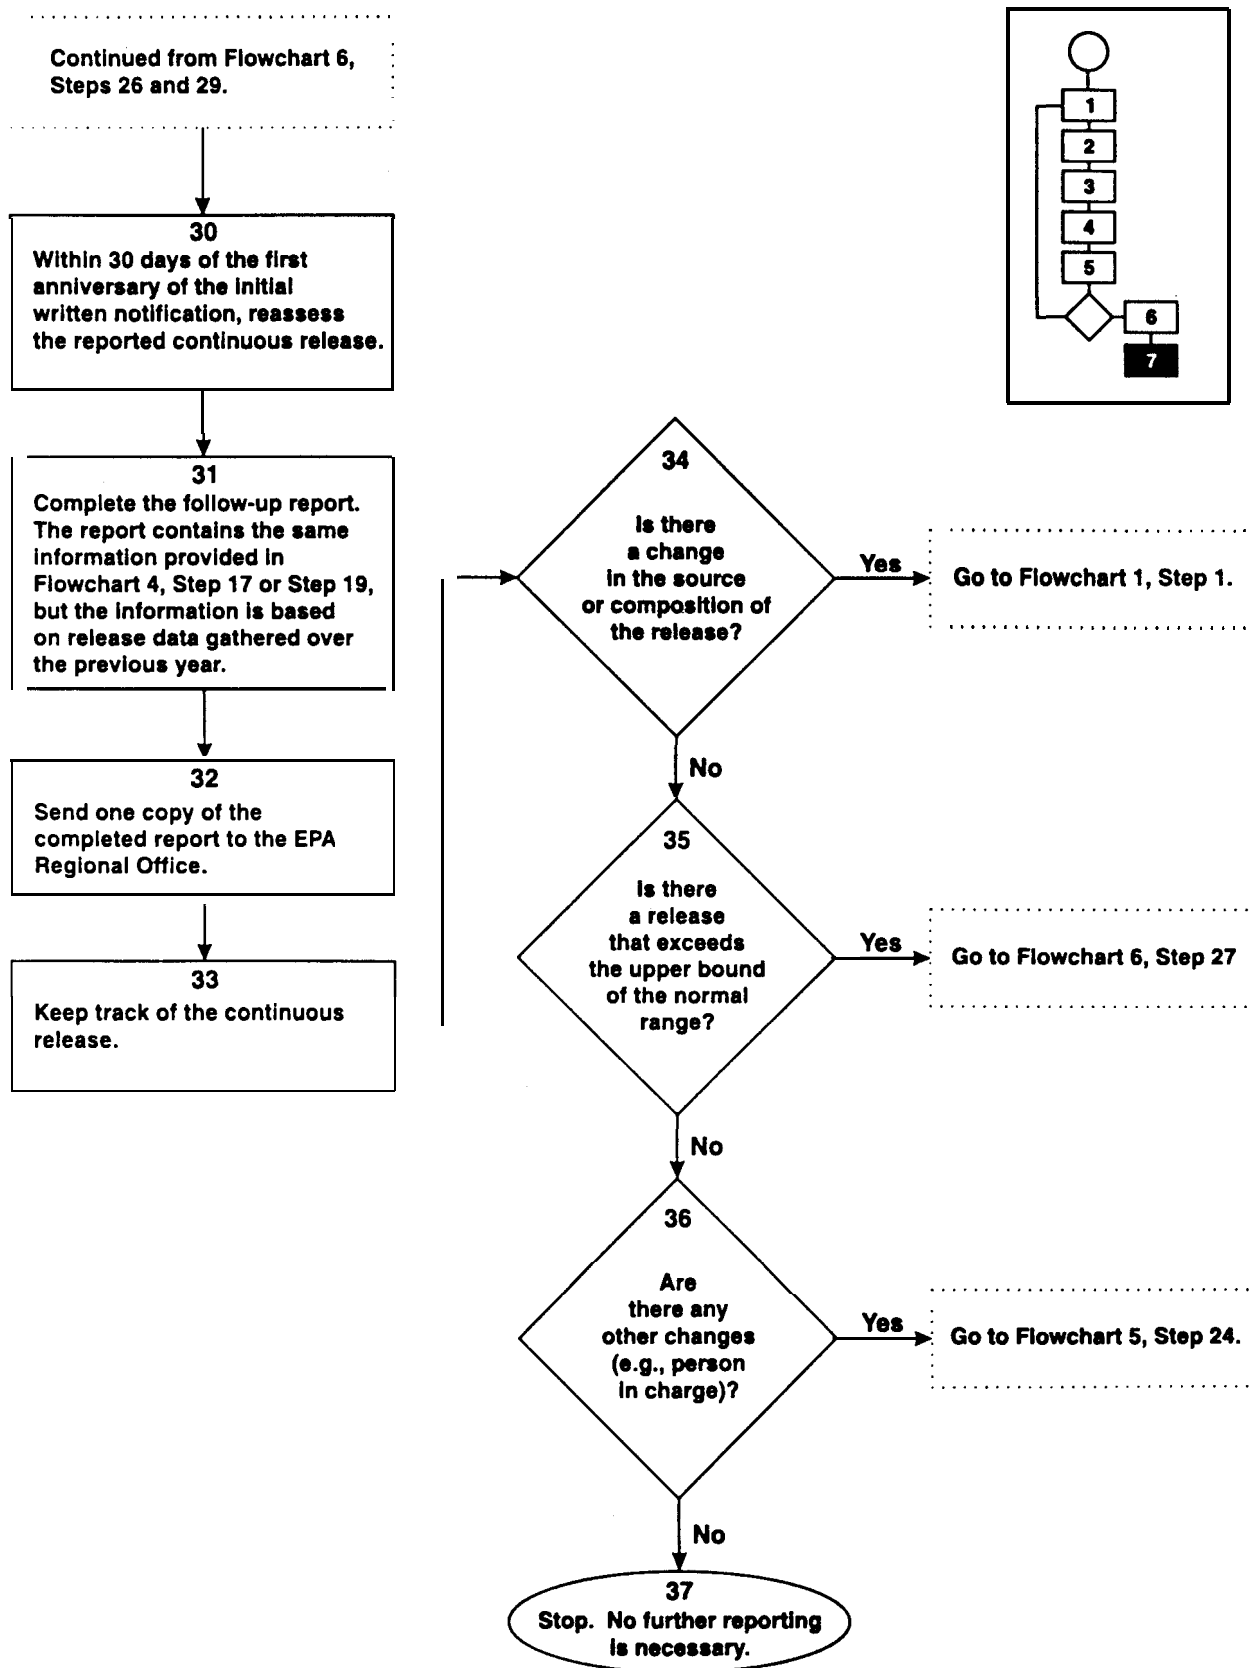 Continued from Flowchart 6,
Steps 26 and 29.
30
Within 30 days of the first
anniversary of the initial
written notification, reassess
the reported continuous release.
31
Complete the follow-up report.
The report contains the same
information provided in
Flowchart 4, Step 17 or Step 19,
but the information is based
on release data gathered over
the previous year.
32
Send one copy of the
completed report to the EPA
Regional Office.
33
Keep track of the continuous
release.
34
Is there
a change
in the source
or composition of
the release?
Yes
Go to Flowchart 1, Step 1.
No
35
Is there
a release
that exceeds
the upper bound
of the normal
range?
Yes
Go to Flowchart 6, Step 27
No
36
Are
there any
other changes
(e.g., person
in charge)?
Yes
Go to Flowchart 5, Step 24.
No
37
Stop. No further reporting
is necessary.
1
2
3
4
5
6
7